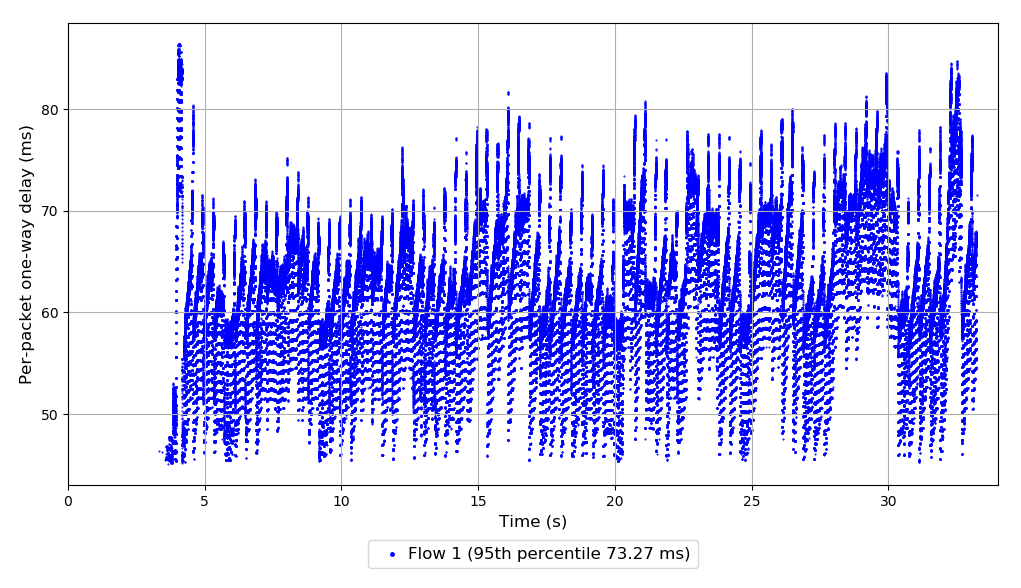 Per-packet one-way delay (ms)
80
70
60
50
0 5 10 15 20 25 30
Time (s)
Flow 1 (95th percentile 73.27 ms)